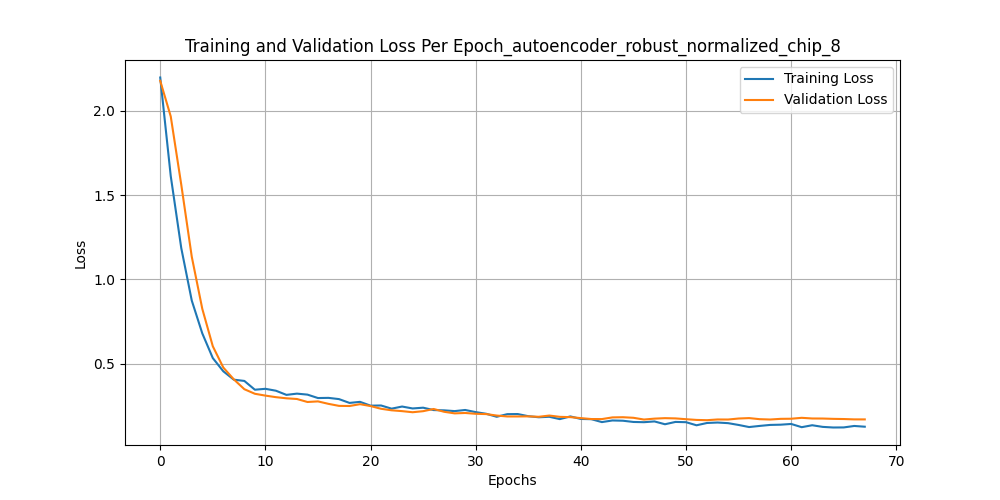 Training and Validation Loss Per Epoch_autoencoder_robust_normalized_chip_8
Training Loss
Validation Loss
2.0
1.5
1.0
0.5
Loss
0 10 20 30 40 50 60 70
Epochs